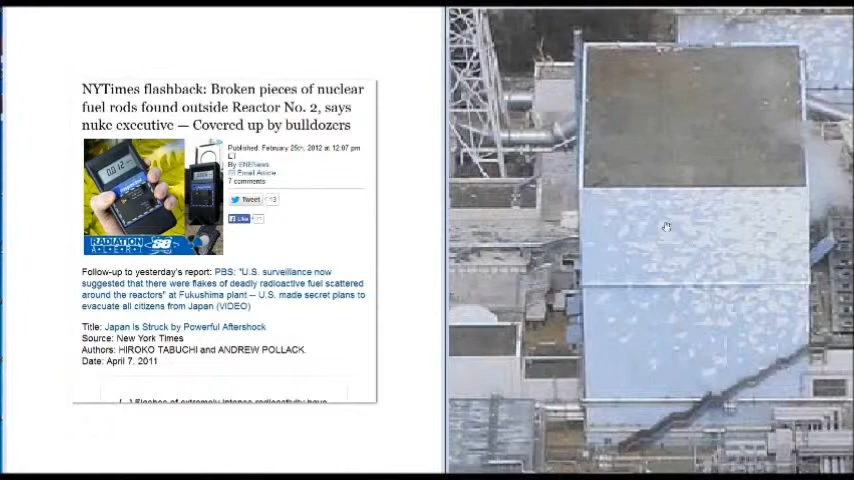 NYTimes flashback: Broken pieces of nuclear
fuel rods found outside Reactor No. 2, says
nuke executive — Covered up by bulldozers
Published: February 25th, 2012 at 12:07 pm
ET
By ENENews
Email Article
7 comments
Tweet
Like
RADIATION
ALERT
Follow-up to yesterday's report: PBS: "U.S. surveillance now
suggested that there were flakes of deadly radioactive fuel scattered
around the reactors" at Fukushima plant -- U.S. made secret plans to
evacuate all citizens from Japan (VIDEO)
Title: Japan Is Struck by Powerful Aftershock
Source: New York Times
Authors: HIROKO TABUCHI and ANDREW POLLACK
Date: April 7, 2011